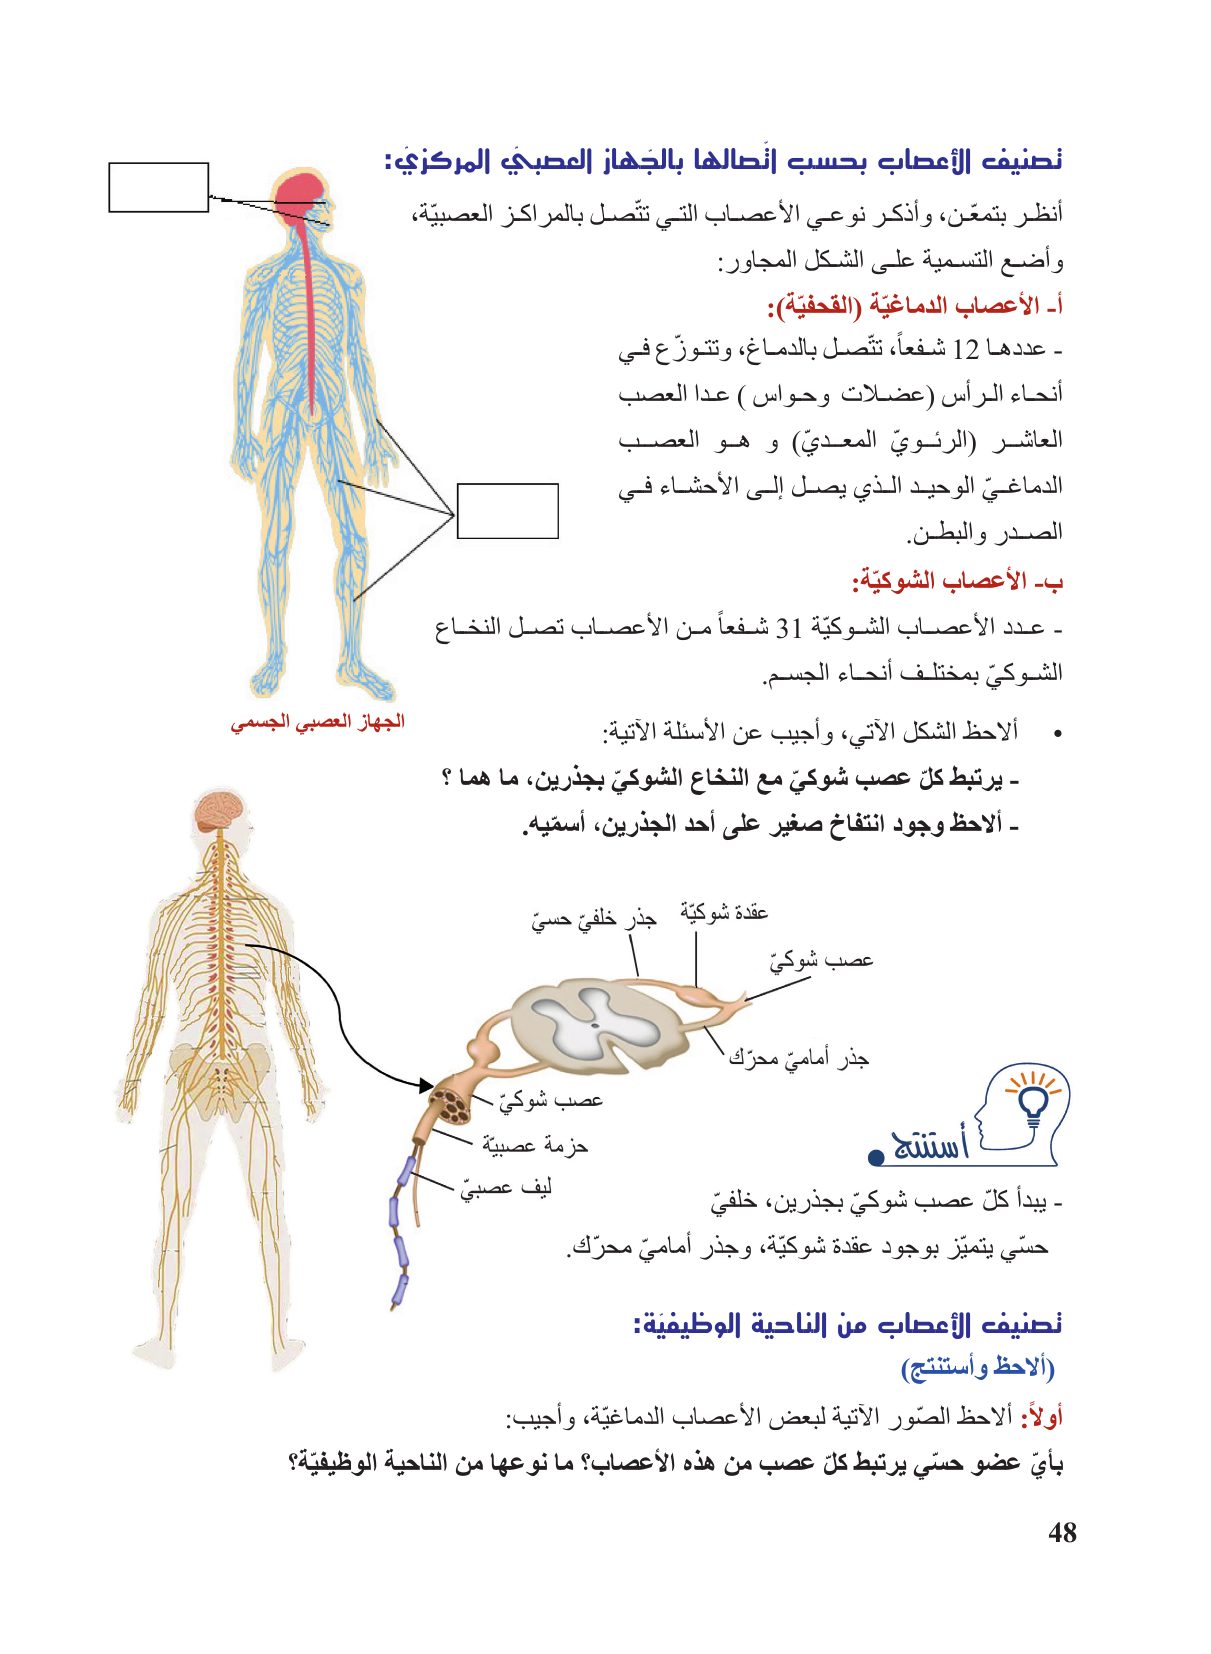 تصنيف الأعصاب بحسب اتّصالها بالجَهاز العصبيّ المركزيّ:
أنظر بتمعّن، وأذكر نوعي الأعصاب التي تتّصل بالمراكز العصبيّة،
وأضع التسمية على الشكل المجاور:
أ- الأعصاب الدماغيّة (القحفيّة):
- عددها 12 شفعاً، تتّصل بالدماغ، وتتوزّع في
أنحاء الرأس (عضلات وحواس ) عدا العصب
العاشر (الرئويّ المعديّ) و هو العصب
الدماغيّ الوحيد الذي يصل إلى الأحشاء في
الصدر والبطن.
ب- الأعصاب الشوكيّة:
- عدد الأعصاب الشوكيّة 31 شفعاً من الأعصاب تصل النخاع
الشوكيّ بمختلف أنحاء الجسم.
الجهاز العصبي الجسمي
• ألاحظ الشكل الآتي، وأجيب عن الأسئلة الآتية:
- يرتبط كلّ عصب شوكيّ مع النخاع الشوكيّ بجذرين، ما هما ؟
- ألاحظ وجود انتفاخ صغير على أحد الجذرين، أسمّيه.
عقدة شوكيّة
جذر خلفيّ حسيّ
عصب شوكيّ
جذر أماميّ محرّك
عصب شوكيّ
حزمة عصبيّة
ليف عصبيّ
أستنتج
- يبدأ كلّ عصب شوكيّ بجذرين، خلفيّ
حسّي يتميّز بوجود عقدة شوكيّة، وجذر أماميّ محرّك.
تصنيف الأعصاب من الناحية الوظيفيّة:
(ألاحظ وأستنتج)
أولاً: ألاحظ الصّور الآتية لبعض الأعصاب الدماغيّة، وأجيب:
بأيّ عضو حسّي يرتبط كلّ عصب من هذه الأعصاب؟ ما نوعها من الناحية الوظيفيّة؟
48